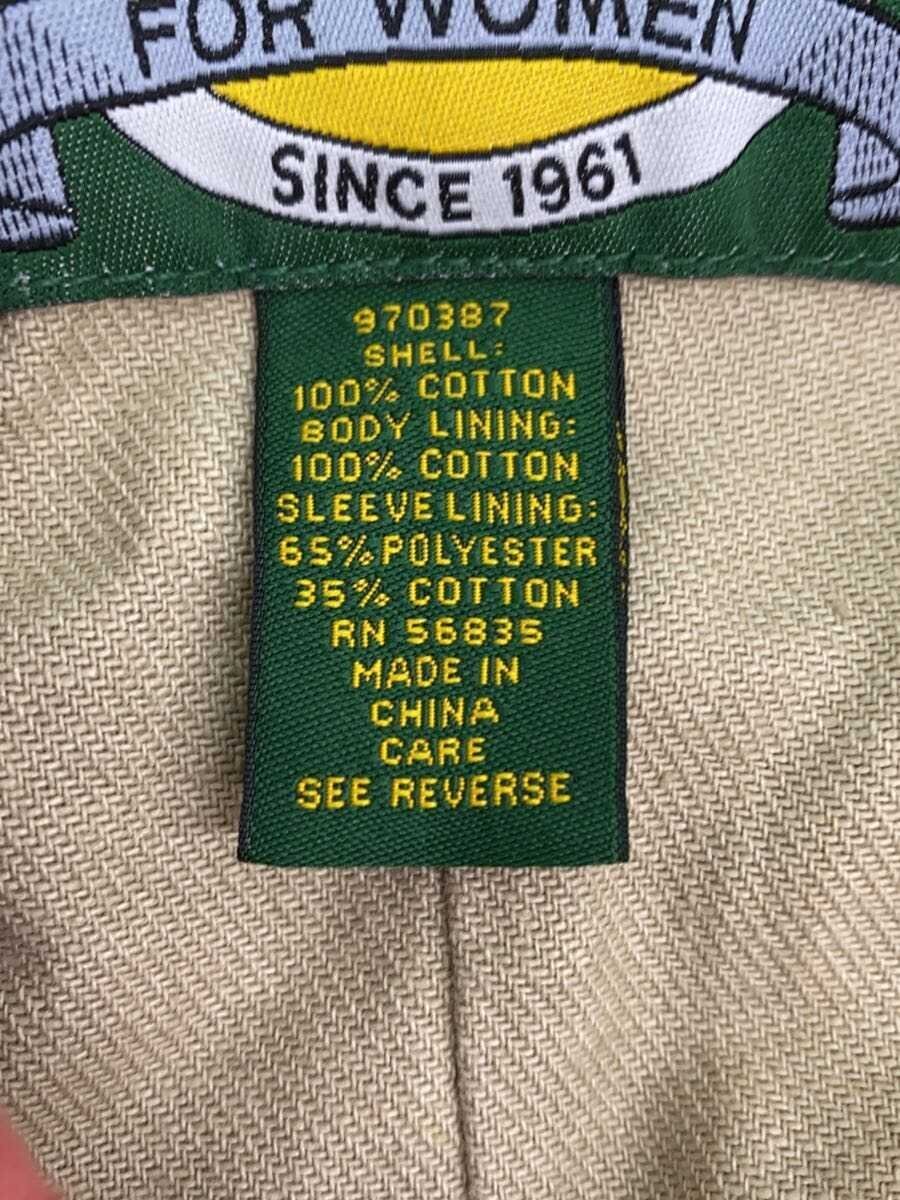 FOR WOMEN
SINCE 1961
970387
SHELL:
100% COTTON
BODY LINING:
100% COTTON
SLEEVE LINING:
65% POLYESTER
35% COTTON
RN 56835
MADE IN
CHINA
CARE
SEE REVERSE